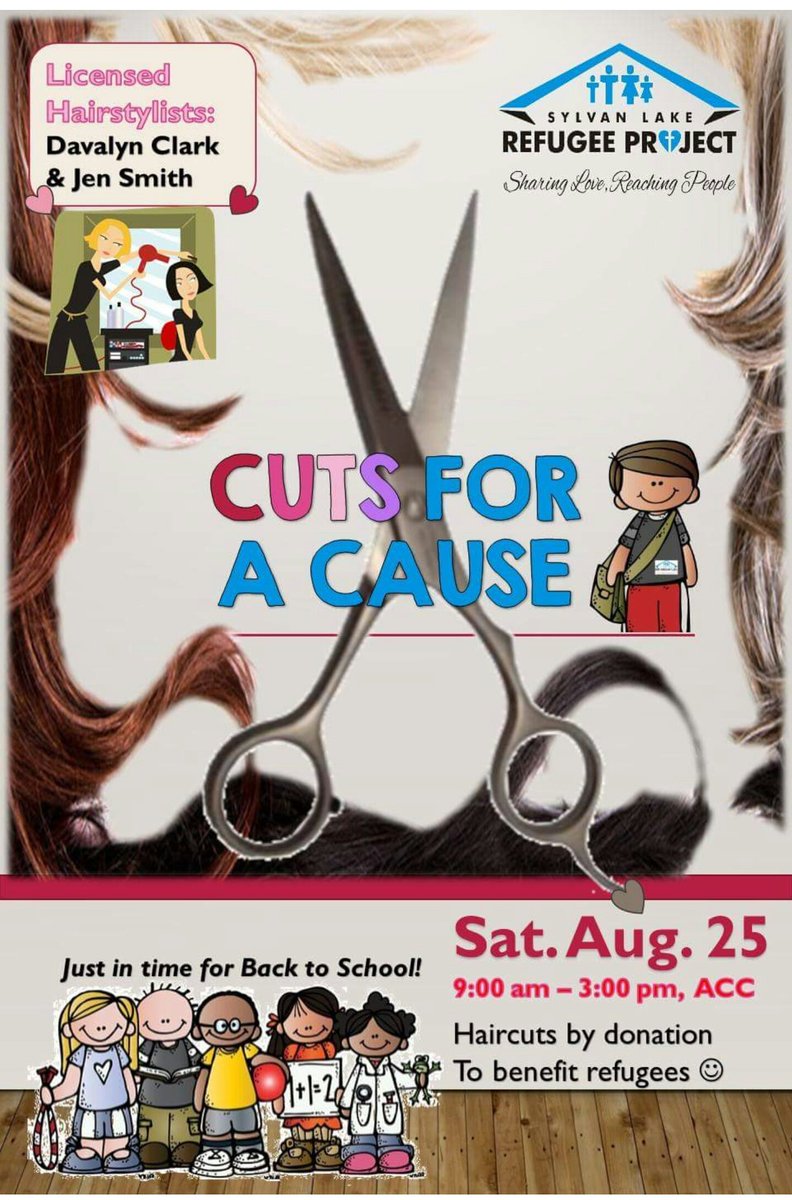 Licensed
Hairstylists:
Davalyn Clark
& Jen Smith
SYLVAN LAKE
REFUGEE PROJECT
Sharing Love, Reaching People
CUTS FOR
A CAUSE
Just in time for Back to School!
Sat. Aug. 25
9:00 am – 3:00 pm, ACC
Haircuts by donation
To benefit refugees ☺
1+1=2